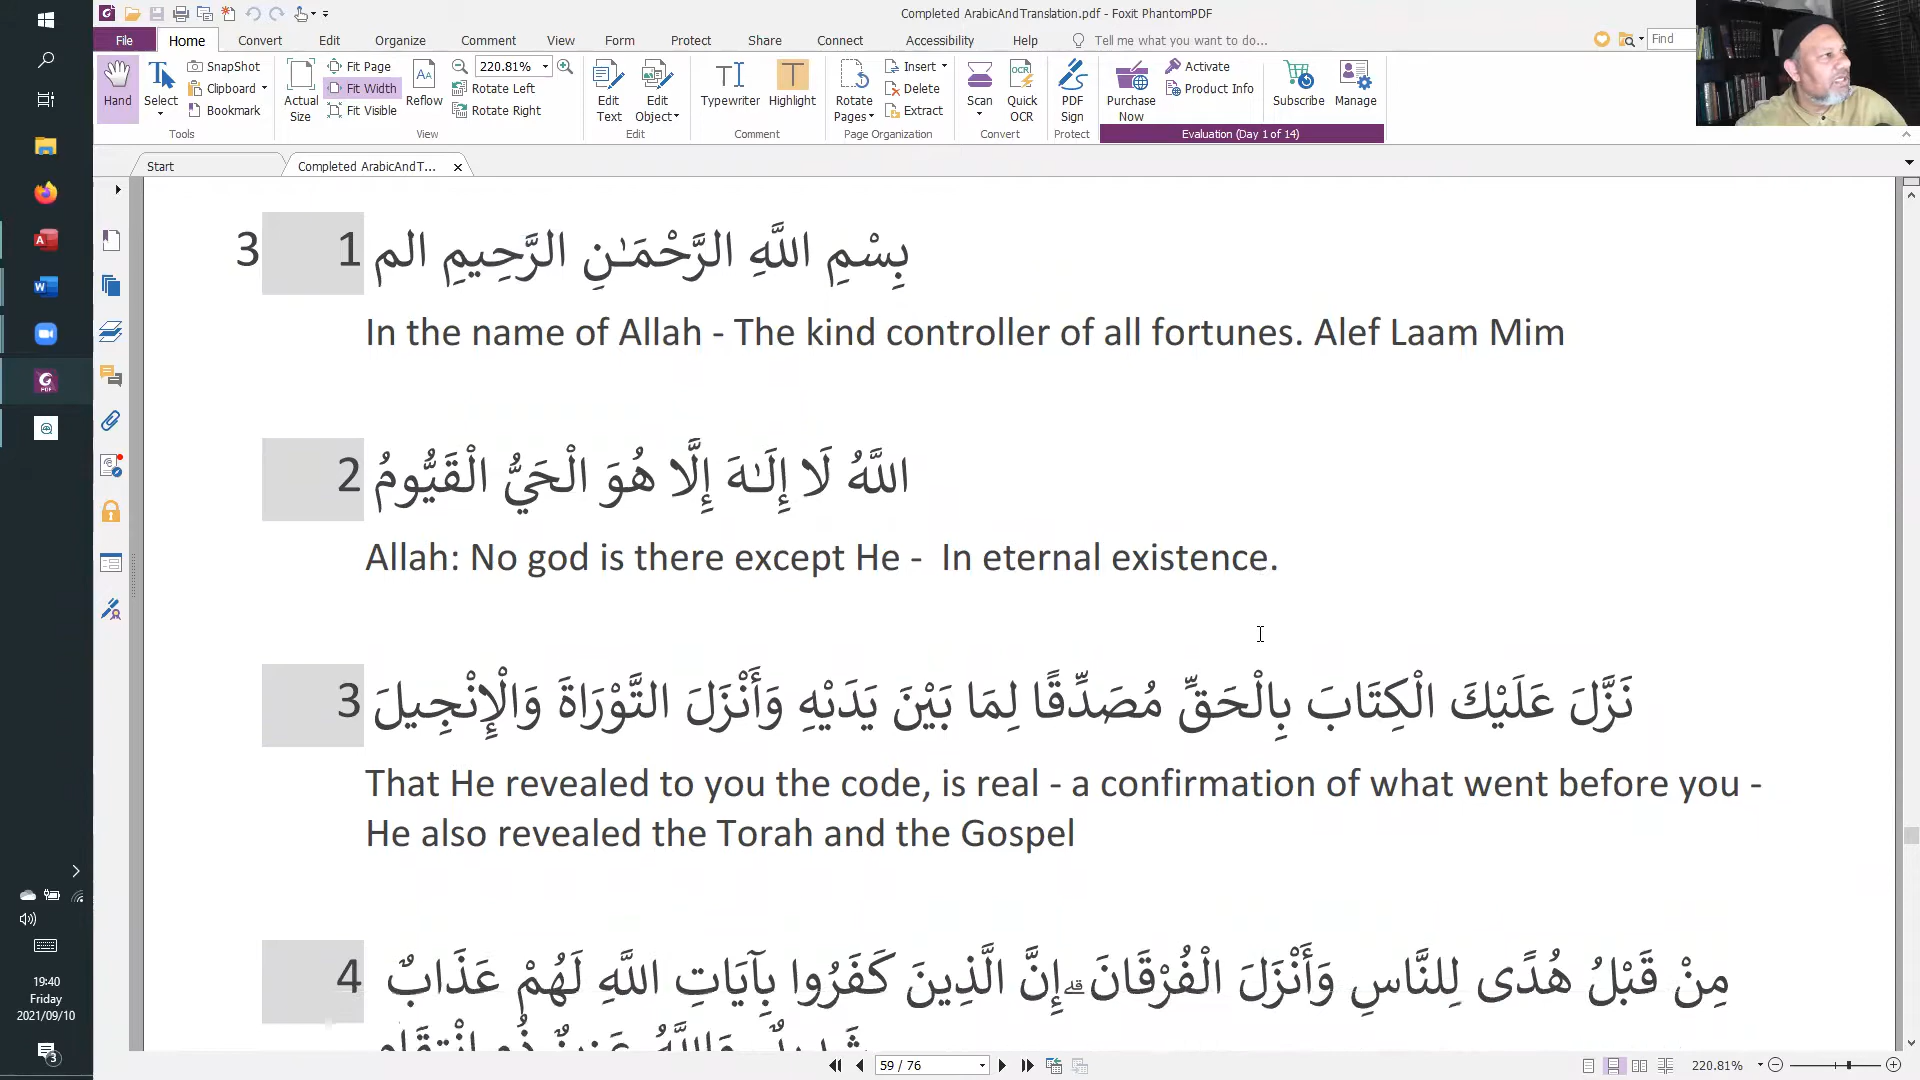 Completed ArabicAndTranslation.pdf - Foxit PhantomPDF
File Home Convert Edit Organize Comment View Form Protect Share Connect Accessibility Help Tell me what you want to do... Find
Hand
Select
SnapShot
Clipboard
Bookmark
Tools
Actual Size
Fit Page
Fit Width
Fit Visible
Reflow
220.81%
Rotate Left
Rotate Right
View
Edit Text
Edit Object
Edit
Typewriter
Highlight
Comment
Rotate Pages
Insert
Delete
Extract
Page Organization
Scan
Quick OCR
Convert
PDF Sign
Protect
Purchase Now
Activate
Product Info
Subscribe
Manage
Evaluation (Day 1 of 14)
Start
Completed ArabicAndT...
3 1 بِسْمِ اللَّهِ الرَّحْمَـٰنِ الرَّحِيمِ الم
In the name of Allah - The kind controller of all fortunes. Alef Laam Mim
2 اللَّهُ لَا إِلَـٰهَ إِلَّا هُوَ الْحَيُّ الْقَيُّومُ
Allah: No god is there except He - In eternal existence.
3 نَزَّلَ عَلَيْكَ الْكِتَابَ بِالْحَقِّ مُصَدِّقًا لِمَا بَيْنَ يَدَيْهِ وَأَنْزَلَ التَّوْرَاةَ وَالْإِنْجِيلَ
That He revealed to you the code, is real - a confirmation of what went before you -
He also revealed the Torah and the Gospel
4 مِنْ قَبْلُ هُدًى لِلنَّاسِ وَأَنْزَلَ الْفُرْقَانَ ۗ إِنَّ الَّذِينَ كَفَرُوا بِآيَاتِ اللَّهِ لَهُمْ عَذَابٌ
19:40
Friday
2021/09/10
3
59 / 76
220.81%